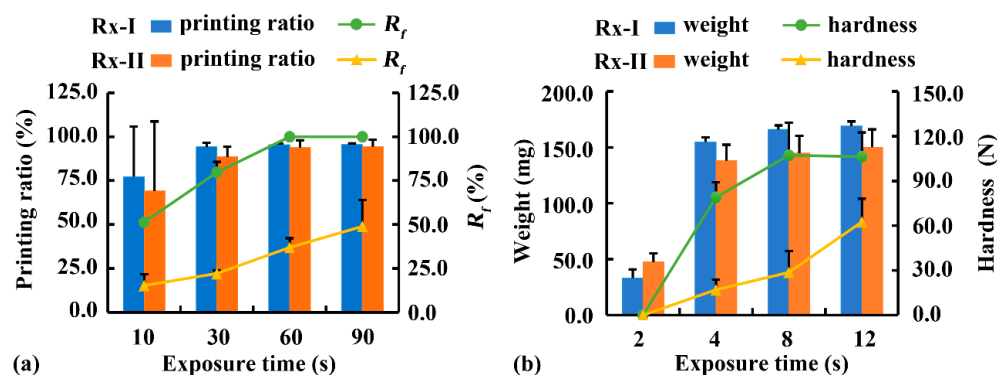 Rx-I printing ratio R_f
Rx-II printing ratio R_f
Printing ratio (%)
125.0
100.0
75.0
50.0
25.0
0.0
125.0
100.0
75.0
50.0
25.0
0.0
R_f (%)
10 30 60 90
(a) Exposure time (s)
Rx-I weight hardness
Rx-II weight hardness
Weight (mg)
200.0
150.0
100.0
50.0
0.0
150.0
120.0
90.0
60.0
30.0
0.0
Hardness (N)
2 4 8 12
(b) Exposure time (s)